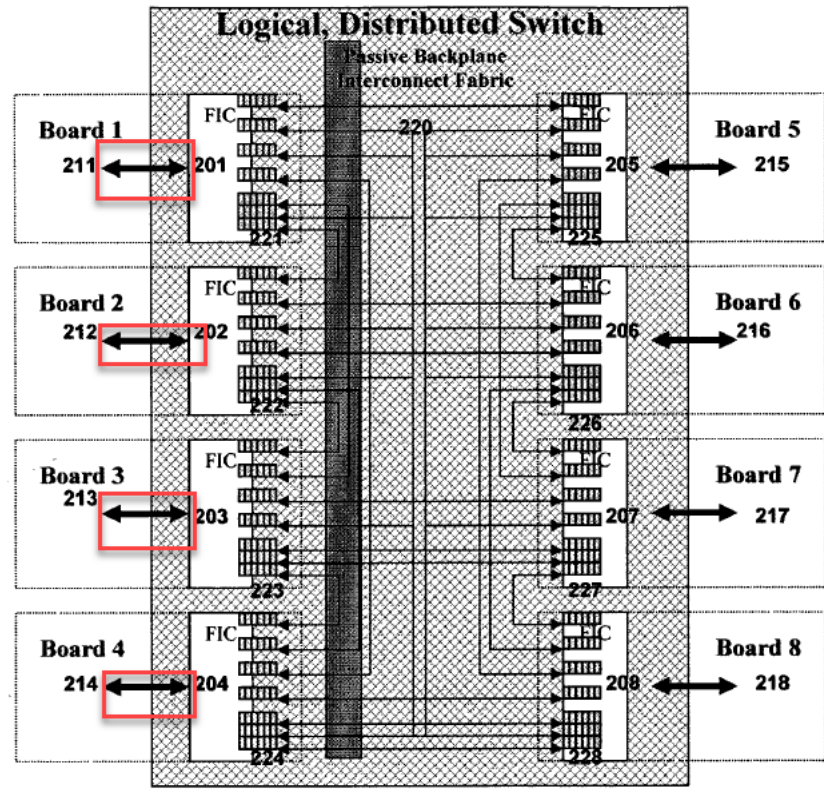 Logical, Distributed Switch
Passive Backplane
Interconnect Fabric
220
Board 1
211
FIC
201
221
Board 2
212
FIC
202
222
Board 3
213
FIC
203
223
Board 4
214
FIC
204
224
FIC
Board 5
205
215
225
FIC
Board 6
206
216
226
FIC
Board 7
207
217
227
FIC
Board 8
208
218
228